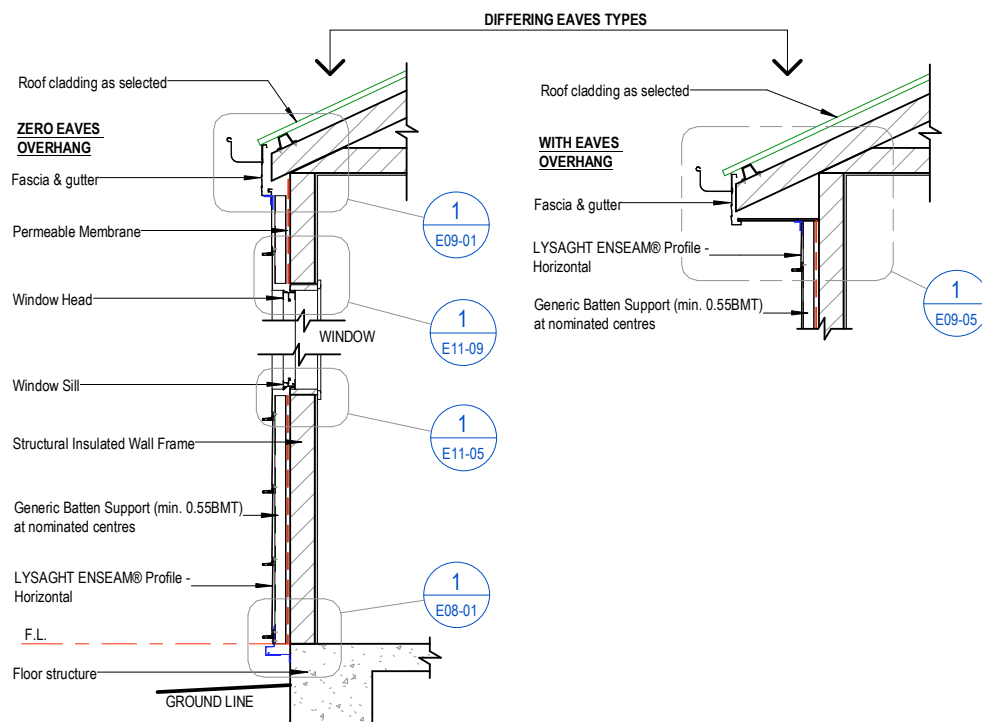 DIFFERING EAVES TYPES
Roof cladding as selected
ZERO EAVES
OVERHANG
Fascia & gutter
Permeable Membrane
Window Head
WINDOW
Window Sill
Structural Insulated Wall Frame
Generic Batten Support (min. 0.55BMT)
at nominated centres
LYSAGHT ENSEAM® Profile -
Horizontal
F.L.
Floor structure
GROUND LINE
1
E09-01
1
E11-09
1
E11-05
1
E08-01
Roof cladding as selected
WITH EAVES
OVERHANG
Fascia & gutter
LYSAGHT ENSEAM® Profile -
Horizontal
Generic Batten Support (min. 0.55BMT)
at nominated centres
1
E09-05